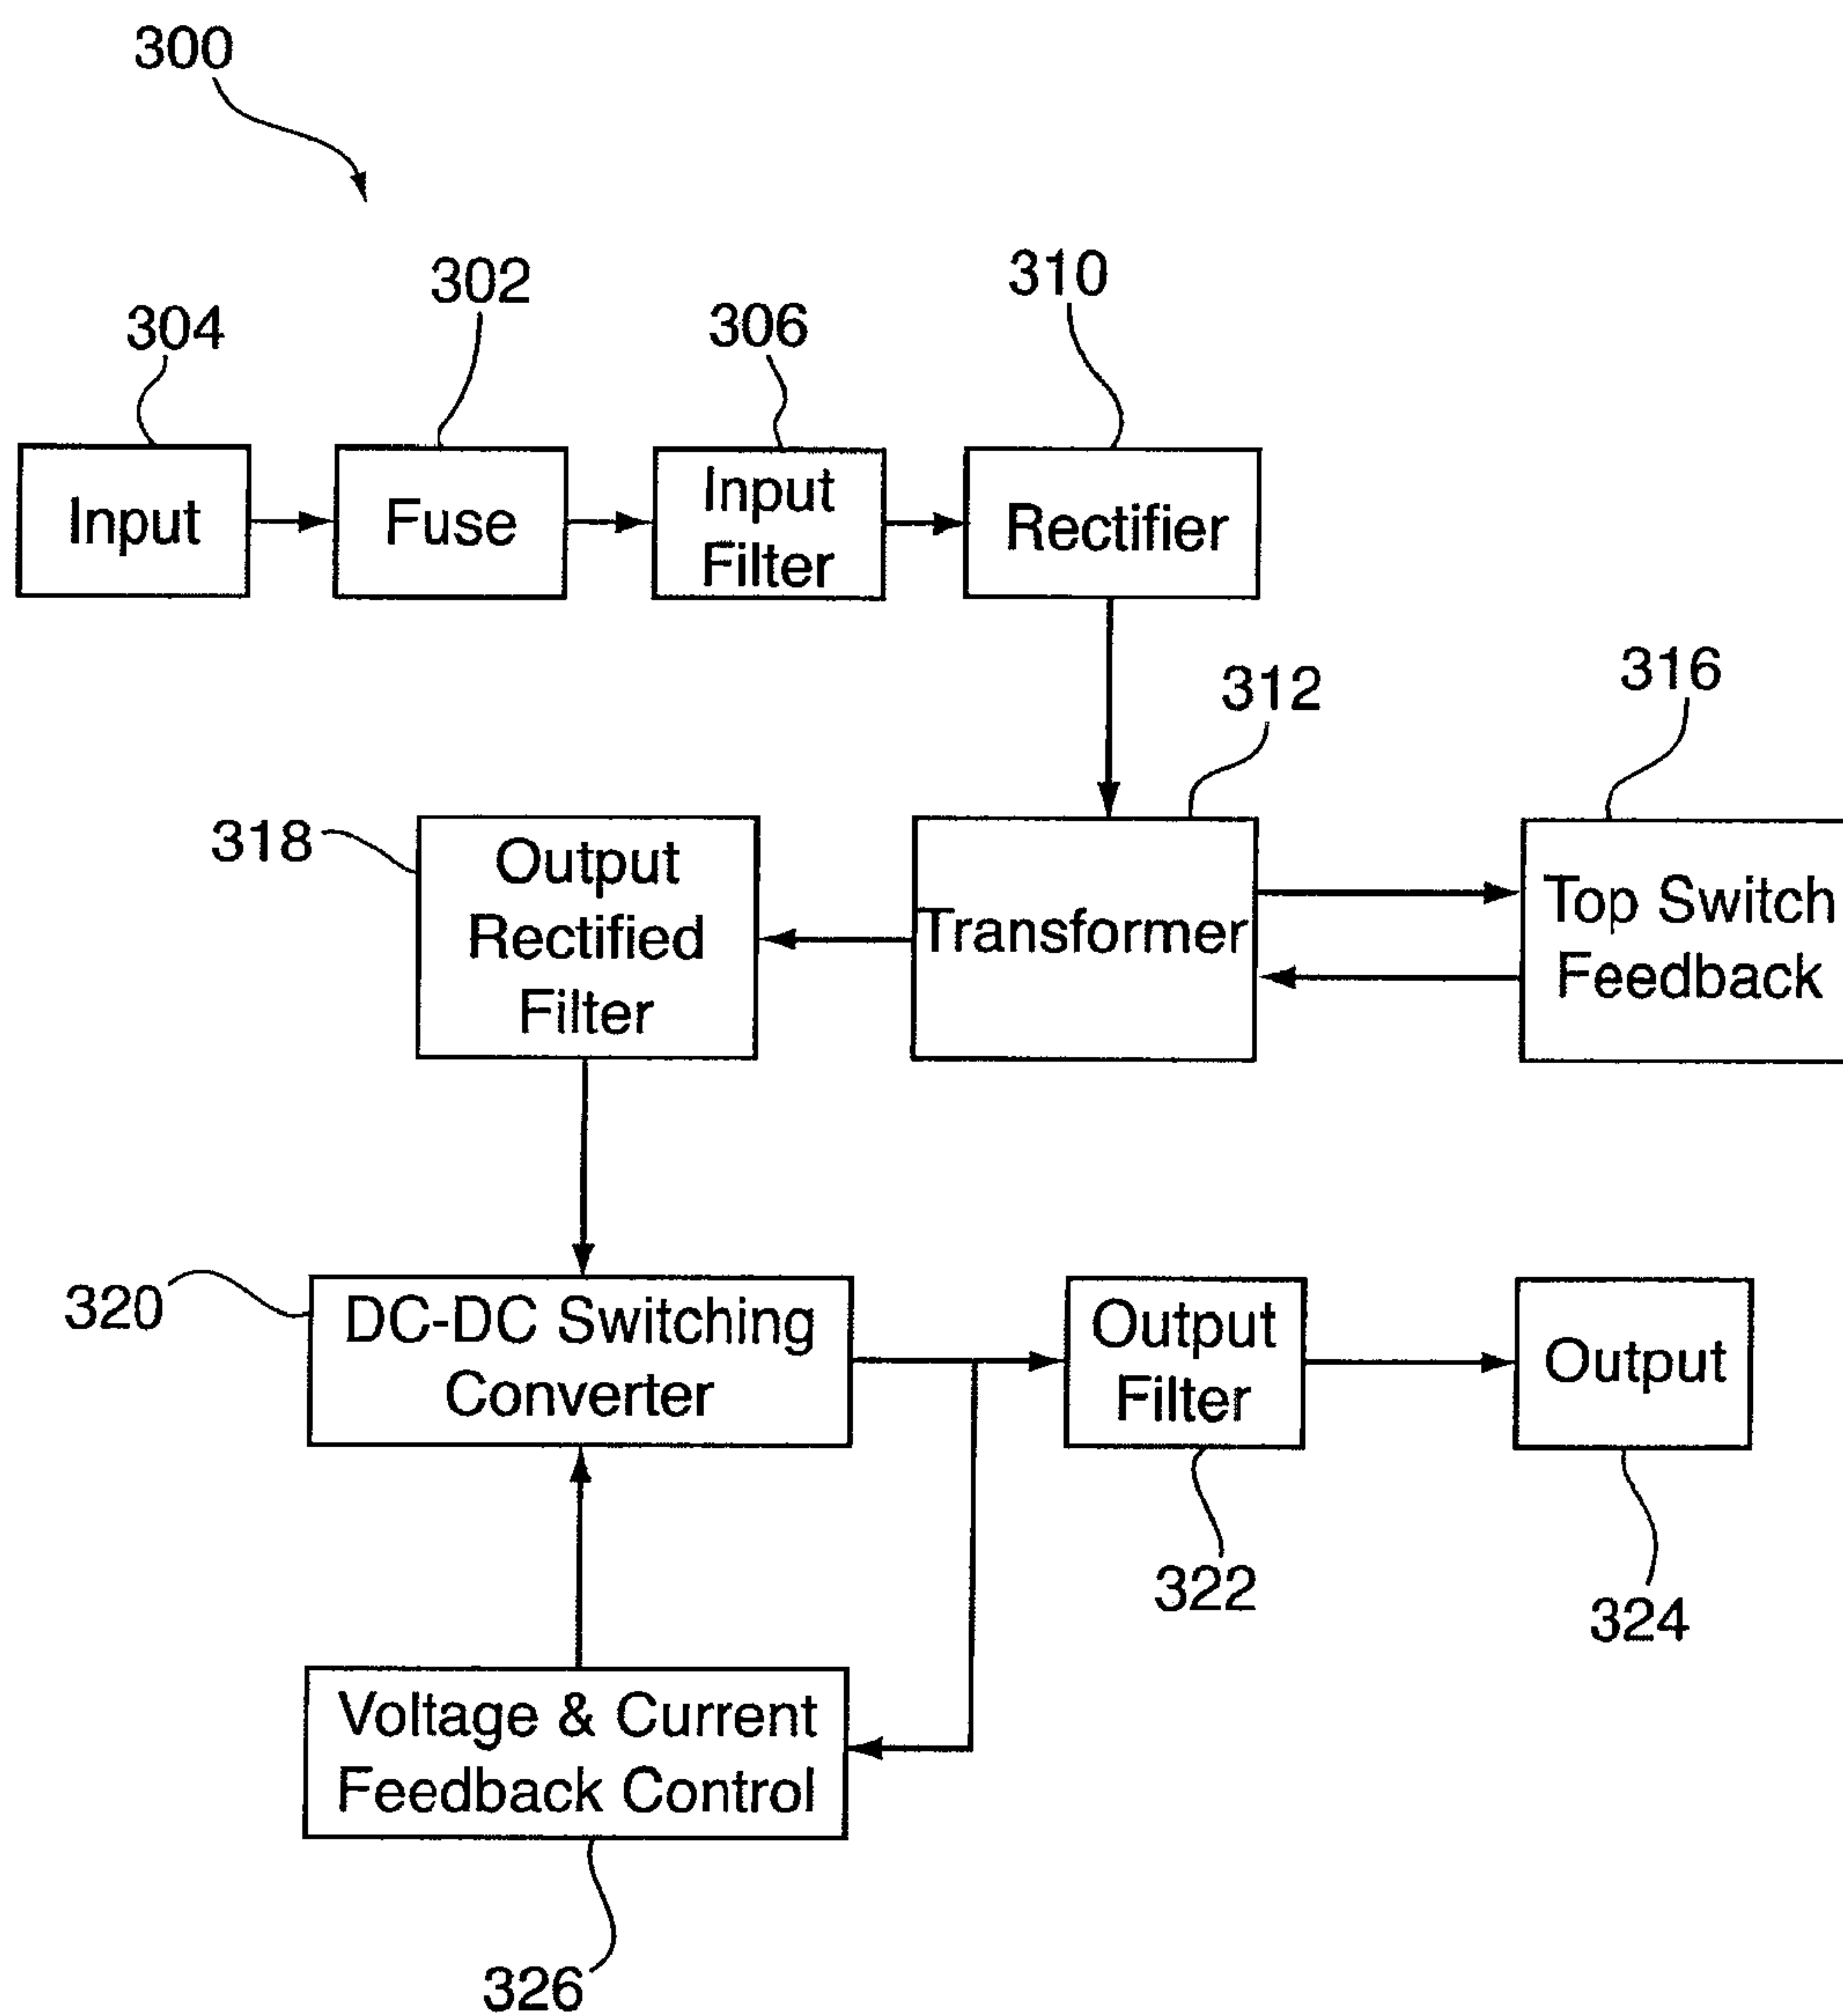 300
304
302
306
310
Input
Fuse
Input
Filter
Rectifier
312
316
318
Output
Rectified
Filter
Transformer
Top Switch
Feedback
320
DC-DC Switching
Converter
Output
Filter
Output
322
324
Voltage & Current
Feedback Control
326